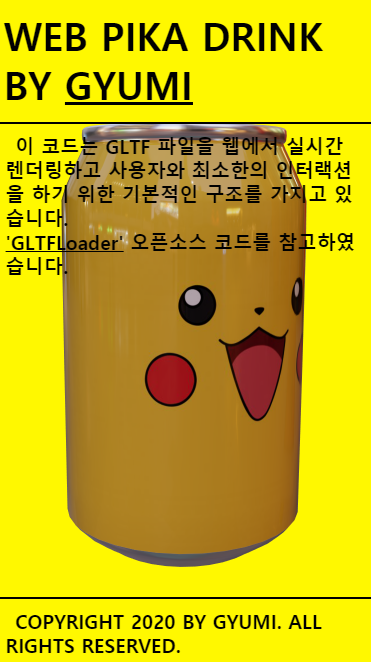 WEB PIKA DRINK
BY GYUMI
이 코드는 GLTF 파일을 웹에서 실시간
렌더링하고 사용자와 최소한의 인터랙션
을 하기 위한 기본적인 구조를 가지고 있
습니다.
'GLTFLoader' 오픈소스 코드를 참고하였
습니다.
COPYRIGHT 2020 BY GYUMI. ALL
RIGHTS RESERVED.